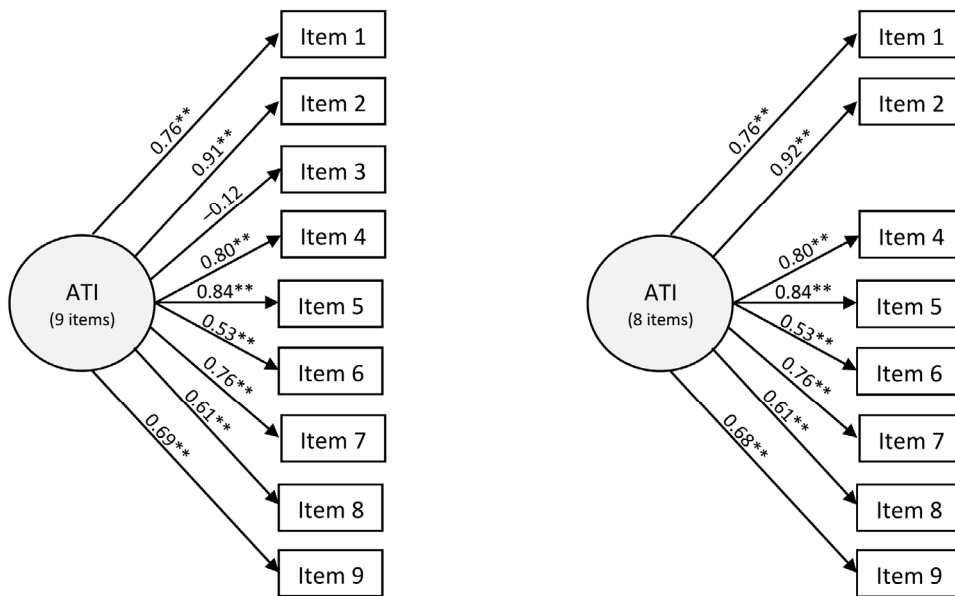 Item 1
Item 2
Item 3
Item 4
Item 5
Item 6
Item 7
Item 8
Item 9
ATI
(9 items)
0.76**
0.91**
−0.12
0.80**
0.84**
0.53**
0.76**
0.61**
0.69**
Item 1
Item 2
Item 4
Item 5
Item 6
Item 7
Item 8
Item 9
ATI
(8 items)
0.76**
0.92**
0.80**
0.84**
0.53**
0.76**
0.61**
0.68**